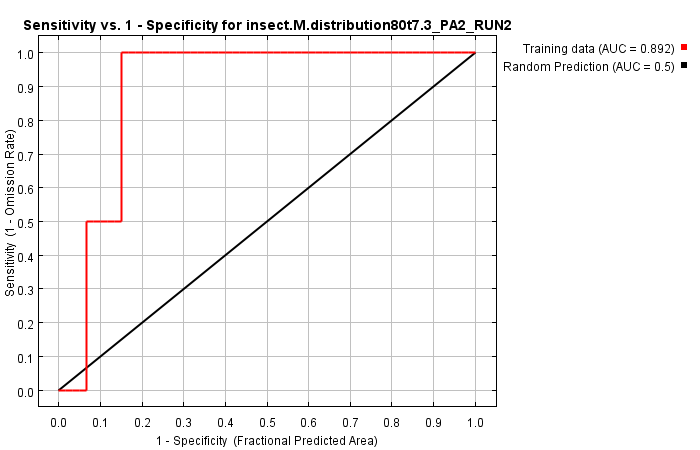 Sensitivity vs. 1 - Specificity for insect.M.distribution80t7.3_PA2_RUN2
Training data (AUC = 0.892)
Random Prediction (AUC = 0.5)
Sensitivity (1 - Omission Rate)
1.0
0.9
0.8
0.7
0.6
0.5
0.4
0.3
0.2
0.1
0.0
0.0 0.1 0.2 0.3 0.4 0.5 0.6 0.7 0.8 0.9 1.0
1 - Specificity (Fractional Predicted Area)